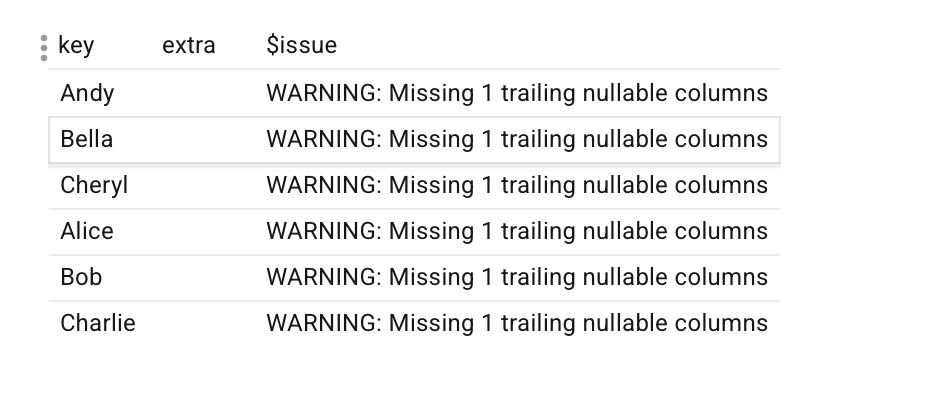 key extra $issue
Andy WARNING: Missing 1 trailing nullable columns
Bella WARNING: Missing 1 trailing nullable columns
Cheryl WARNING: Missing 1 trailing nullable columns
Alice WARNING: Missing 1 trailing nullable columns
Bob WARNING: Missing 1 trailing nullable columns
Charlie WARNING: Missing 1 trailing nullable columns